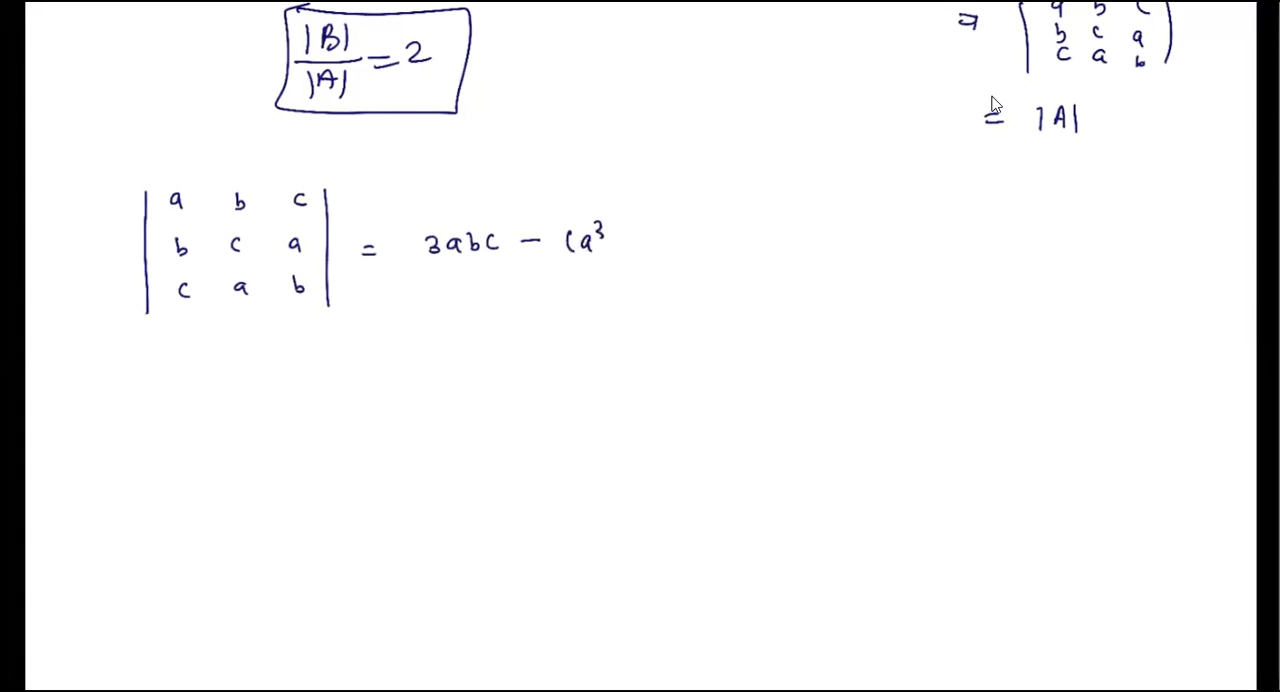 |B|
|A| = 2
⇒ | a b c
b c a
c a b |
= |A|
| a b c |
| b c a | = 3abc - (a³
| c a b |